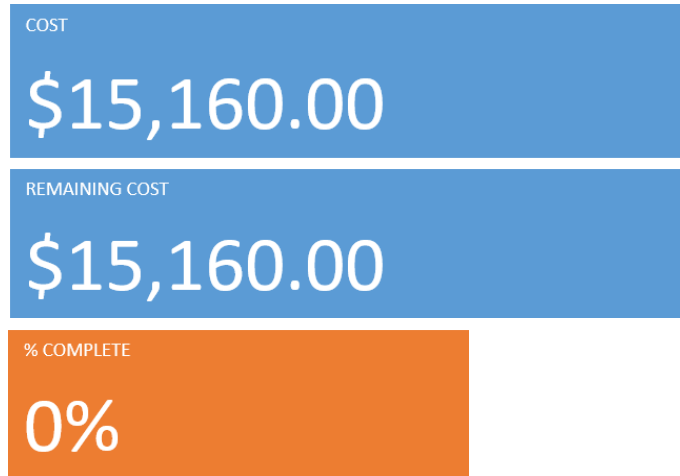 COST
$15,160.00
REMAINING COST
$15,160.00
% COMPLETE
0%